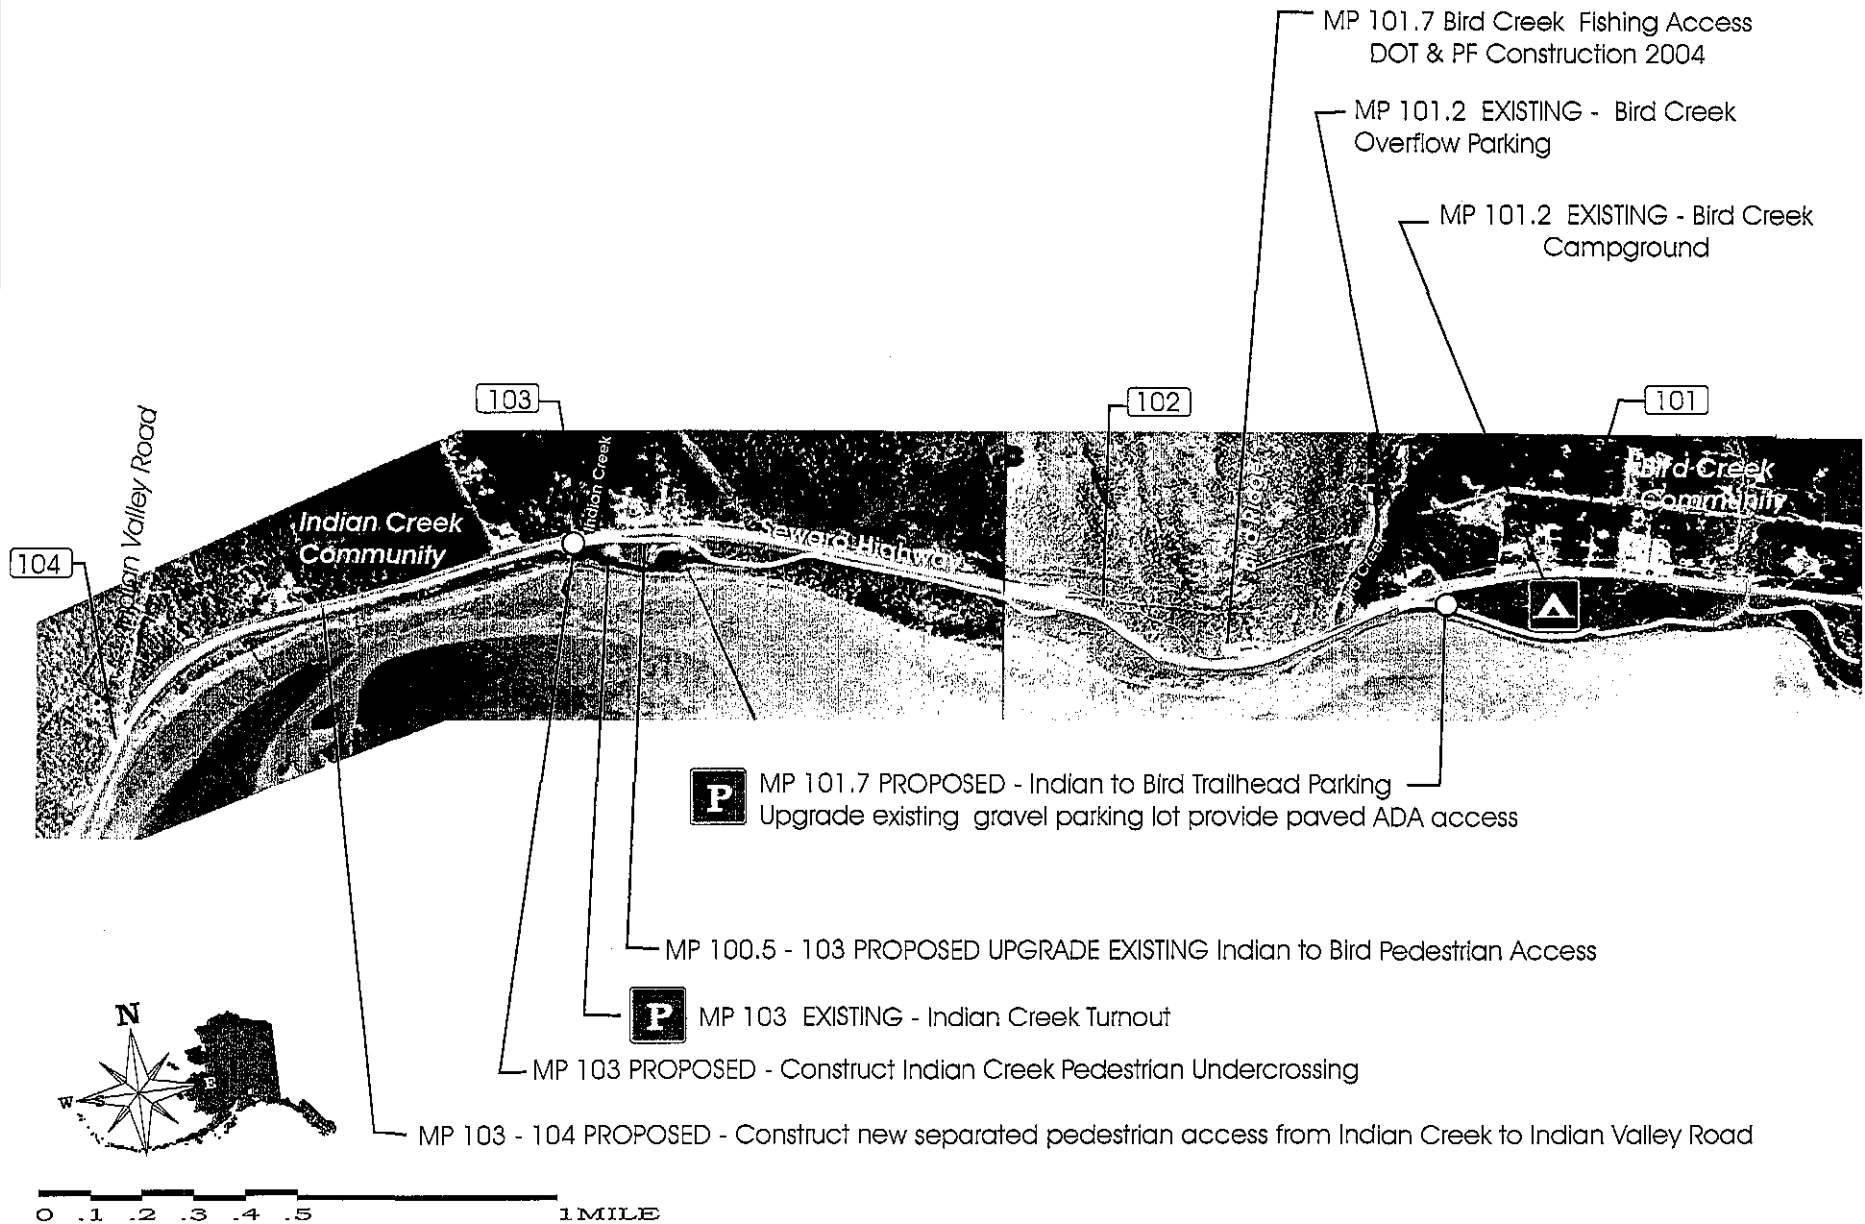 MP 101.7 Bird Creek Fishing Access
DOT & PF Construction 2004
MP 101.2 EXISTING - Bird Creek
Overflow Parking
MP 101.2 EXISTING - Bird Creek
Campground
103
102
101
104
Indian Valley Road
Indian Creek
Community
Indian Creek
Seward Highway
Bird Ridge
Bird Creek
Community
P
MP 101.7 PROPOSED - Indian to Bird Trailhead Parking
Upgrade existing gravel parking lot provide paved ADA access
MP 100.5 - 103 PROPOSED UPGRADE EXISTING Indian to Bird Pedestrian Access
P
MP 103 EXISTING - Indian Creek Turnout
MP 103 PROPOSED - Construct Indian Creek Pedestrian Undercrossing
MP 103 - 104 PROPOSED - Construct new separated pedestrian access from Indian Creek to Indian Valley Road
N
W
S
E
0 .1 .2 .3 .4 .5 1 MILE